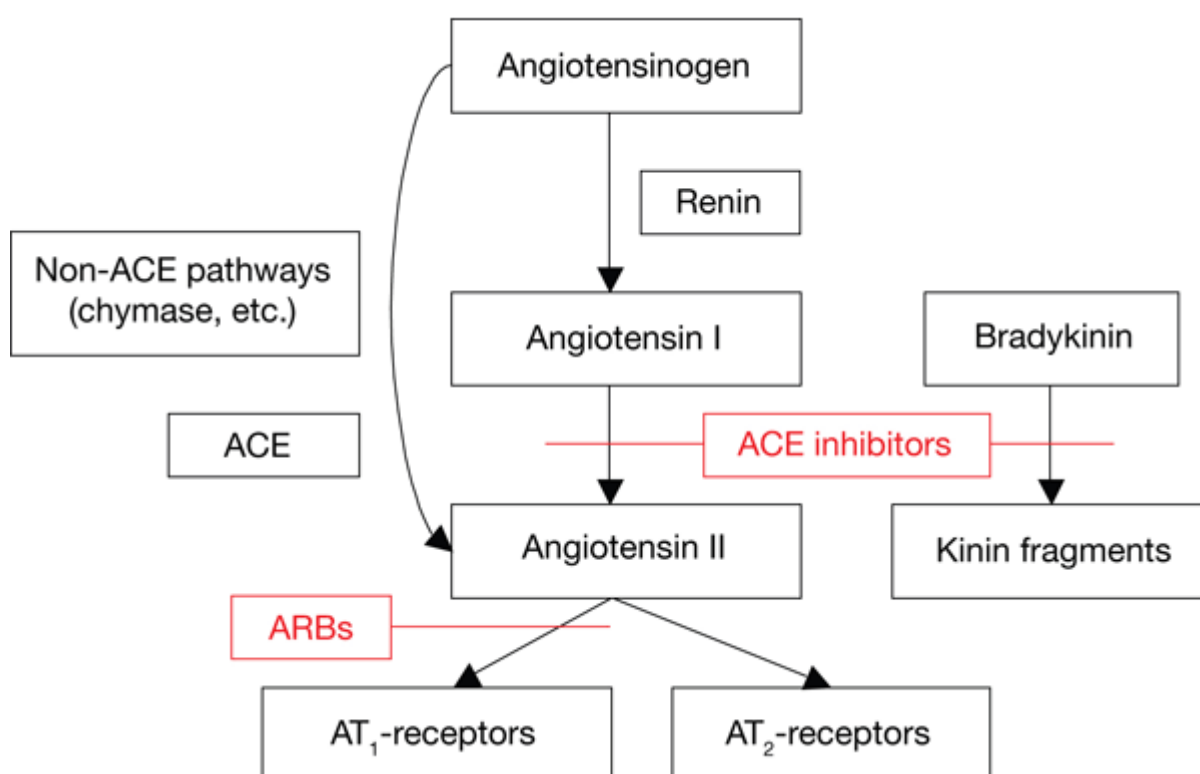 Angiotensinogen
Renin
Non-ACE pathways
(chymase, etc.)
Angiotensin I
Bradykinin
ACE
ACE inhibitors
Angiotensin II
Kinin fragments
ARBs
AT₁-receptors
AT₂-receptors